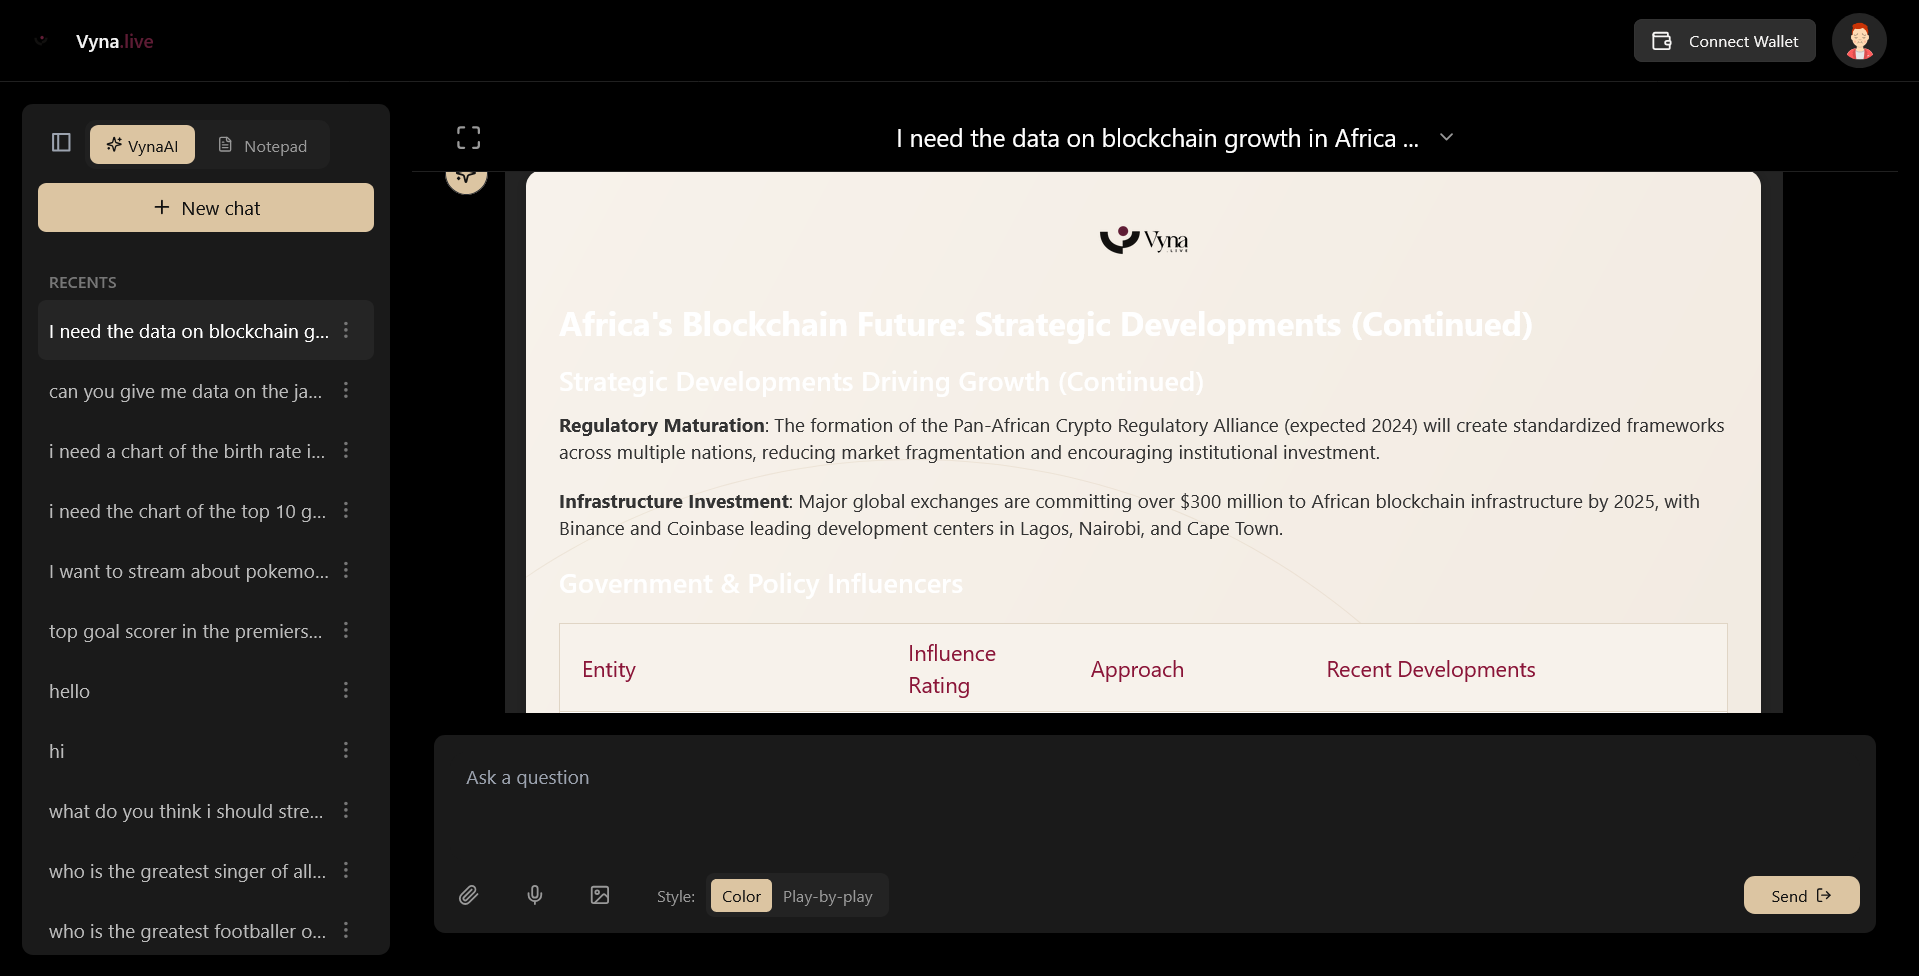 Vyna.live
Connect Wallet
VynaAI
Notepad
+ New chat
RECENTS
I need the data on blockchain g...
can you give me data on the ja...
i need a chart of the birth rate i...
i need the chart of the top 10 g...
I want to stream about pokemo...
top goal scorer in the premiers...
hello
hi
what do you think i should stre...
who is the greatest singer of all...
who is the greatest footballer o...
I need the data on blockchain growth in Africa ...
Vyna
.LIVE
Africa's Blockchain Future: Strategic Developments (Continued)
Strategic Developments Driving Growth (Continued)
Regulatory Maturation: The formation of the Pan-African Crypto Regulatory Alliance (expected 2024) will create standardized frameworks
across multiple nations, reducing market fragmentation and encouraging institutional investment.
Infrastructure Investment: Major global exchanges are committing over $300 million to African blockchain infrastructure by 2025, with
Binance and Coinbase leading development centers in Lagos, Nairobi, and Cape Town.
Government & Policy Influencers
Entity
Influence
Rating
Approach
Recent Developments
Ask a question
Style:
Color
Play-by-play
Send